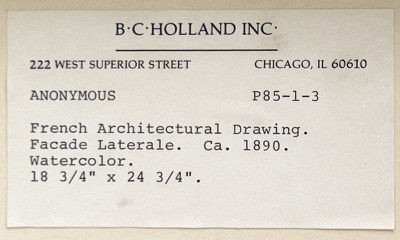 B·C·HOLLAND INC·
222 WEST SUPERIOR STREET CHICAGO, IL 60610
ANONYMOUS P85-1-3
French Architectural Drawing.
Facade Laterale. Ca. 1890.
Watercolor.
18 3/4" x 24 3/4".